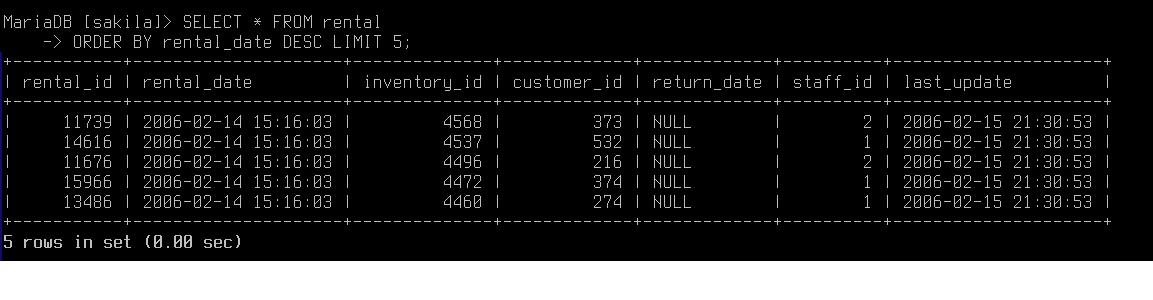 MariaDB [sakila]> SELECT * FROM rental
    -> ORDER BY rental_date DESC LIMIT 5;
+-----------+---------------------+--------------+-------------+-------------+----------+---------------------+
| rental_id | rental_date         | inventory_id | customer_id | return_date | staff_id | last_update         |
+-----------+---------------------+--------------+-------------+-------------+----------+---------------------+
|     11739 | 2006-02-14 15:16:03 |         4568 |         373 | NULL        |        2 | 2006-02-15 21:30:53 |
|     14616 | 2006-02-14 15:16:03 |         4537 |         532 | NULL        |        1 | 2006-02-15 21:30:53 |
|     11676 | 2006-02-14 15:16:03 |         4496 |         216 | NULL        |        2 | 2006-02-15 21:30:53 |
|     15966 | 2006-02-14 15:16:03 |         4472 |         374 | NULL        |        1 | 2006-02-15 21:30:53 |
|     13486 | 2006-02-14 15:16:03 |         4460 |         274 | NULL        |        1 | 2006-02-15 21:30:53 |
+-----------+---------------------+--------------+-------------+-------------+----------+---------------------+
5 rows in set (0.00 sec)